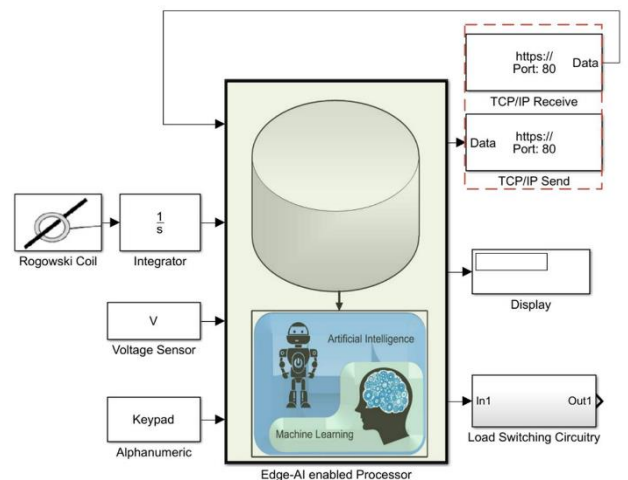 https://
Port: 80
Data
TCP/IP Receive
Data
https://
Port: 80
TCP/IP Send
Rogowski Coil
1
s
Integrator
Voltage Sensor
V
Keypad
Alphanumeric
Artificial Intelligence
Machine Learning
Edge-AI enabled Processor
Display
In1
Out1
Load Switching Circuitry